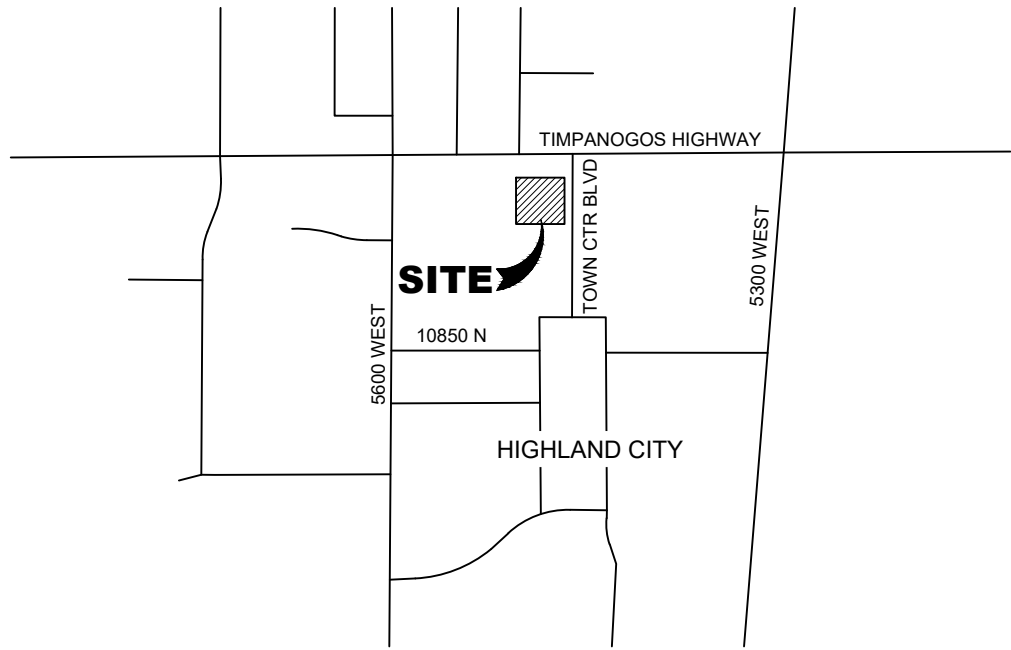 TIMPANOGOS HIGHWAY
TOWN CTR BLVD
5300 WEST
SITE
5600 WEST
10850 N
HIGHLAND CITY